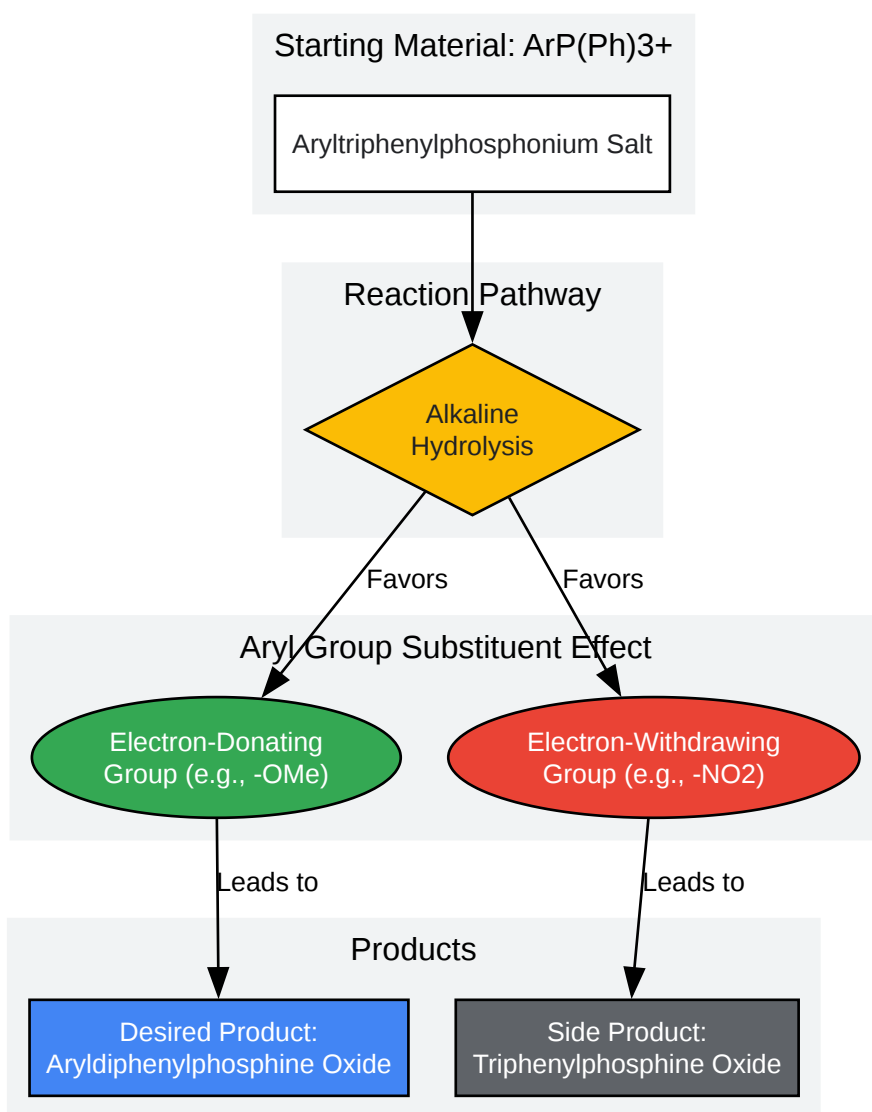 Starting Material: ArP(Ph)3+
Aryltriphenylphosphonium Salt
Reaction Pathway
Alkaline
Hydrolysis
Favors
Favors
Aryl Group Substituent Effect
Electron-Donating
Group (e.g., -OMe)
Electron-Withdrawing
Group (e.g., -NO2)
Leads to
Leads to
Products
Desired Product:
Aryldiphenylphosphine Oxide
Side Product:
Triphenylphosphine Oxide